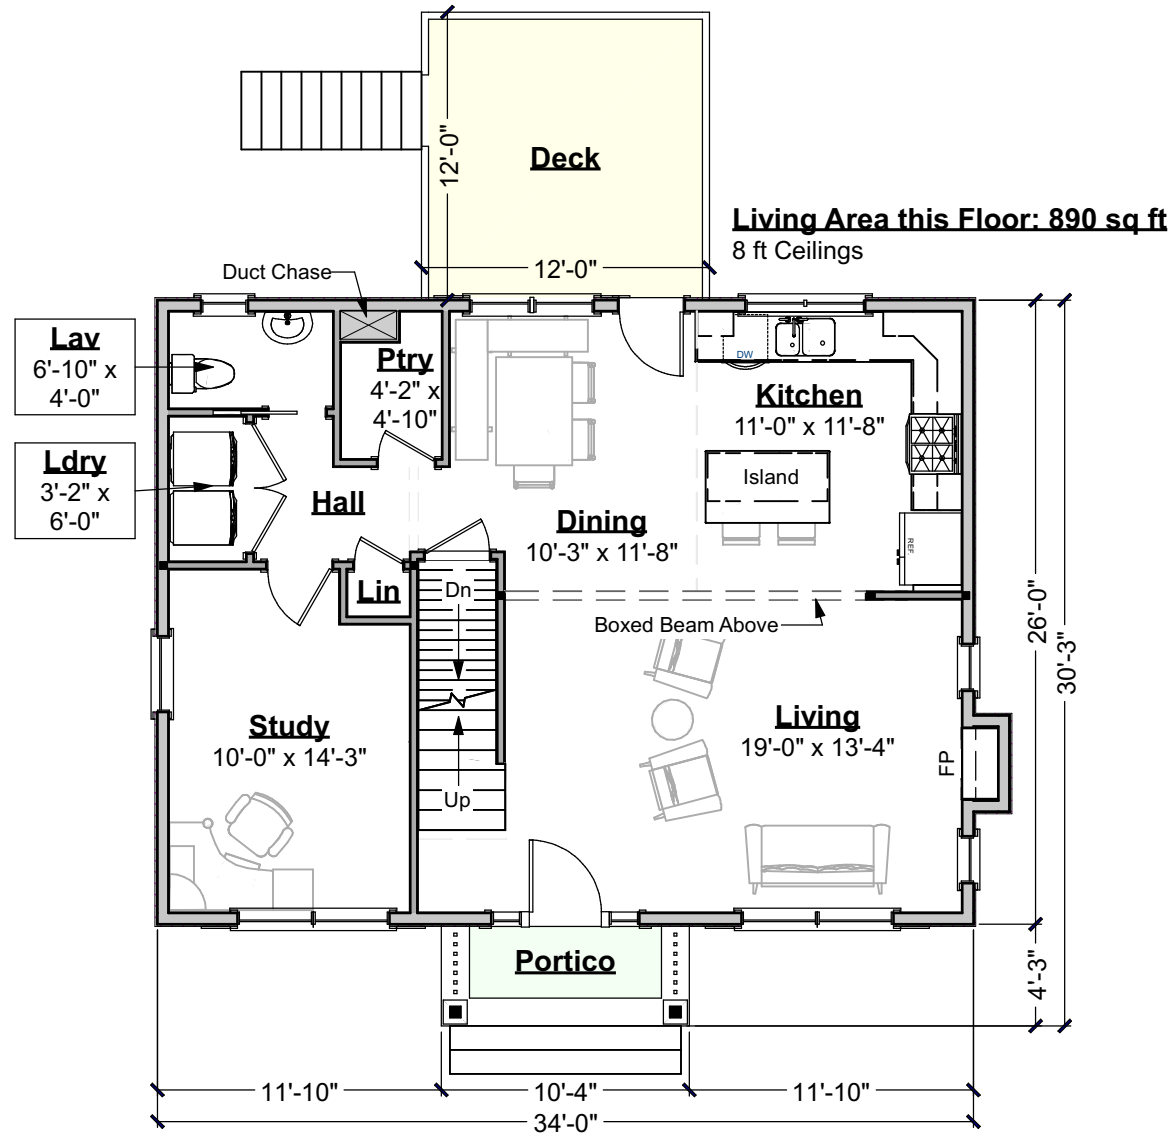 12'-0"
Deck
Living Area this Floor: 890 sq ft
8 ft Ceilings
12'-0"
Duct Chase
Lav
6'-10" x
4'-0"
Ptry
4'-2" x
4'-10"
DW
Kitchen
11'-0" x 11'-8"
Ldry
3'-2" x
6'-0"
Hall
Island
Dining
10'-3" x 11'-8"
REF.
Lin
Dn
Boxed Beam Above
26'-0"
30'-3"
Study
10'-0" x 14'-3"
Living
19'-0" x 13'-4"
FP
Up
Portico
4'-3"
11'-10"
10'-4"
11'-10"
34'-0"